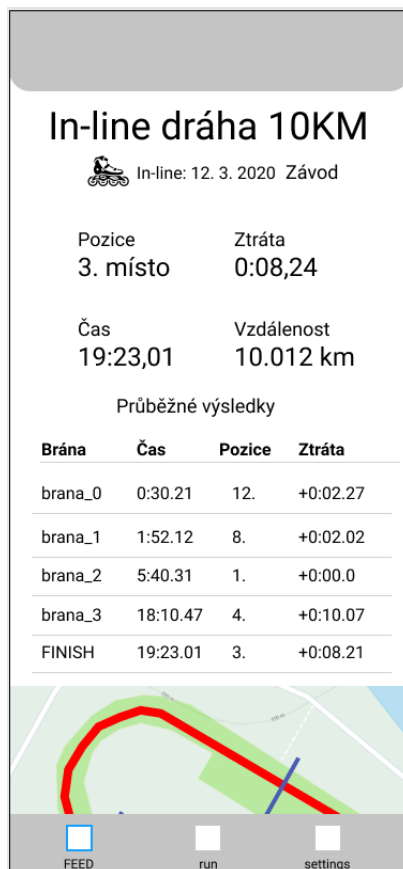 In-line dráha 10KM
In-line: 12. 3. 2020 Závod
Pozice Ztráta
3. místo 0:08,24
Čas Vzdálenost
19:23,01 10.012 km
Průběžné výsledky
Brána Čas Pozice Ztráta
brana_0 0:30.21 12. +0:02.27
brana_1 1:52.12 8. +0:02.02
brana_2 5:40.31 1. +0:00.0
brana_3 18:10.47 4. +0:10.07
FINISH 19:23.01 3. +0:08.21
FEED run settings